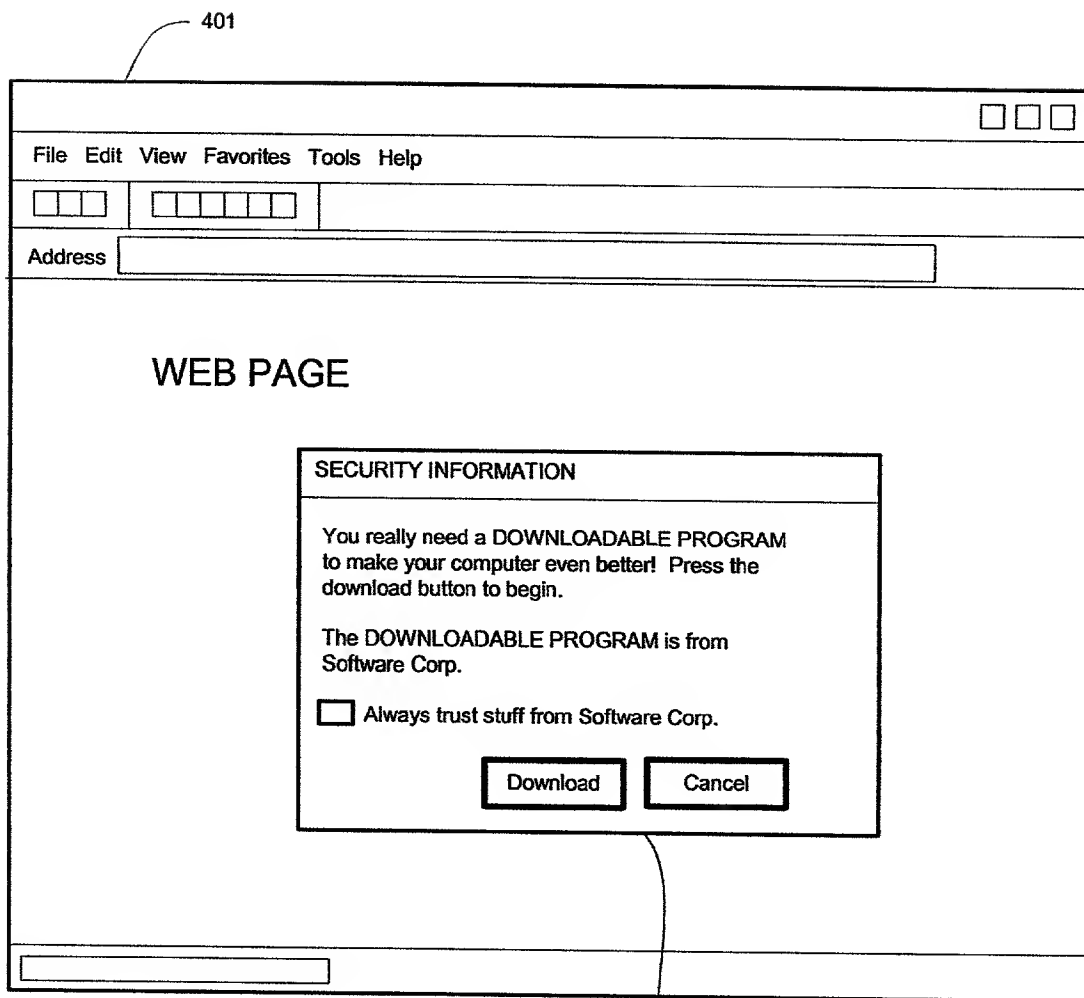 401
File Edit View Favorites Tools Help
Address
WEB PAGE
SECURITY INFORMATION
You really need a DOWNLOADABLE PROGRAM
to make your computer even better! Press the
download button to begin.
The DOWNLOADABLE PROGRAM is from
Software Corp.
Always trust stuff from Software Corp.
Download Cancel